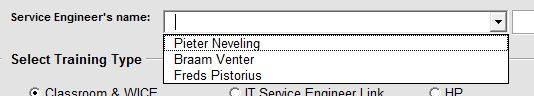 Service Engineer's name:
Pieter Neveling
Braam Venter
Select Training Type
Freds Pistorius
Classroom & WICE
IT Service Engineer Link
HP